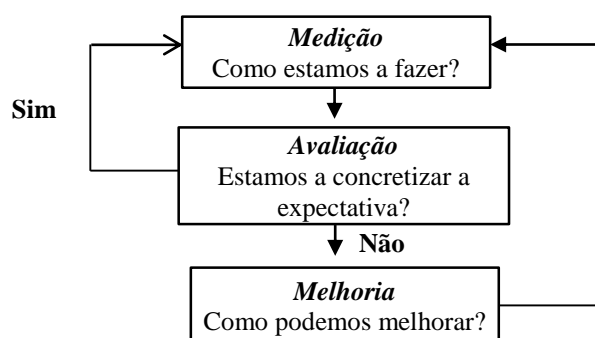 Medição
Como estamos a fazer?
Sim
Avaliação
Estamos a concretizar a
expectativa?
Não
Melhoria
Como podemos melhorar?